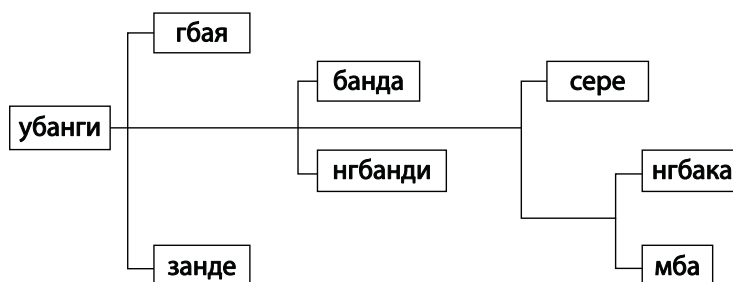 гбая
банда
сере
убанги
нгбанди
нгбака
занде
мба